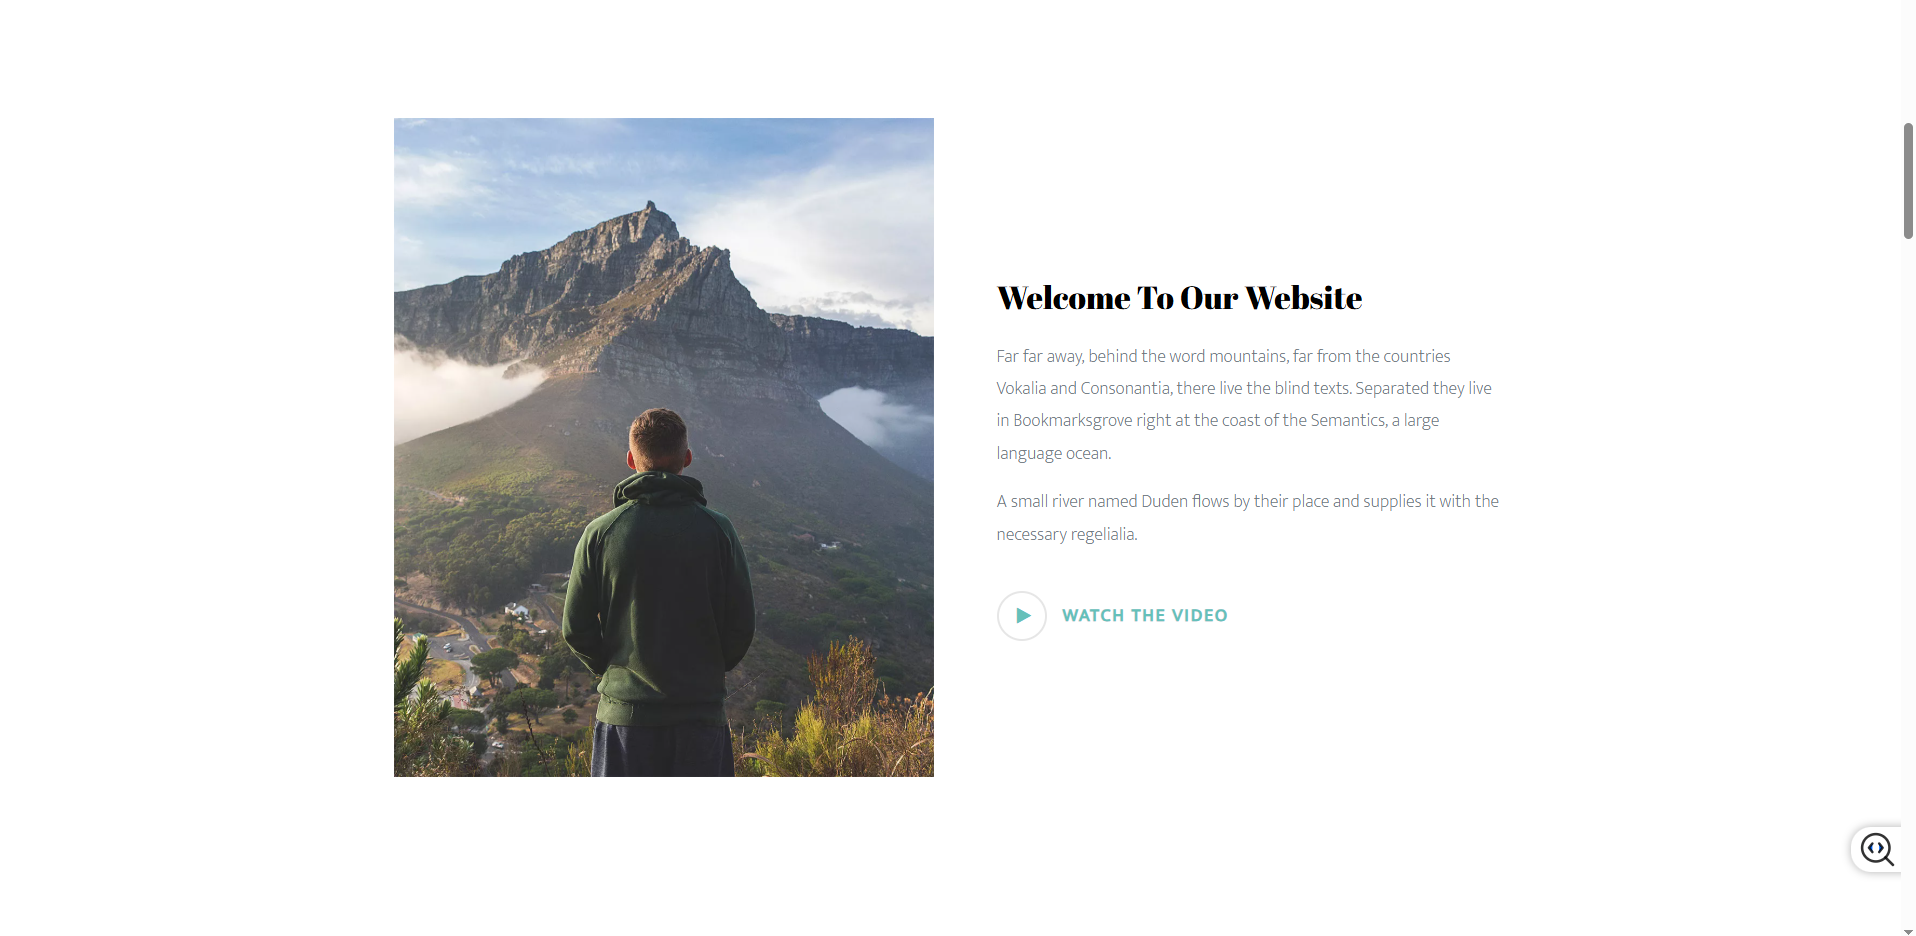 Welcome To Our Website
Far far away, behind the word mountains, far from the countries
Vokalia and Consonantia, there live the blind texts. Separated they live
in Bookmarksgrove right at the coast of the Semantics, a large
language ocean.
A small river named Duden flows by their place and supplies it with the
necessary regelialia.
WATCH THE VIDEO